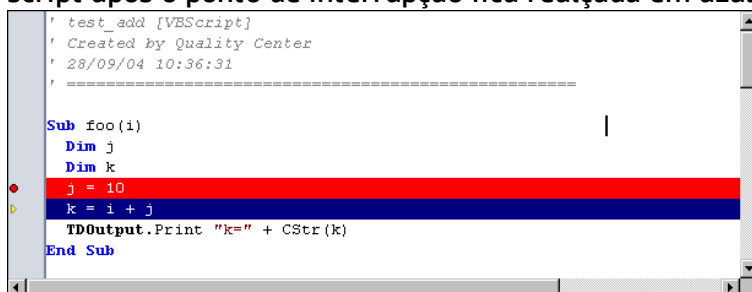 script após o ponto de interrupção fica realçada em azul
' test_add [VBScript]
' Created by Quality Center
' 28/09/04 10:36:31
' ====================================================
Sub foo(i)
Dim j
Dim k
j = 10
k = i + j
TDOutput.Print "k=" + CStr(k)
End Sub